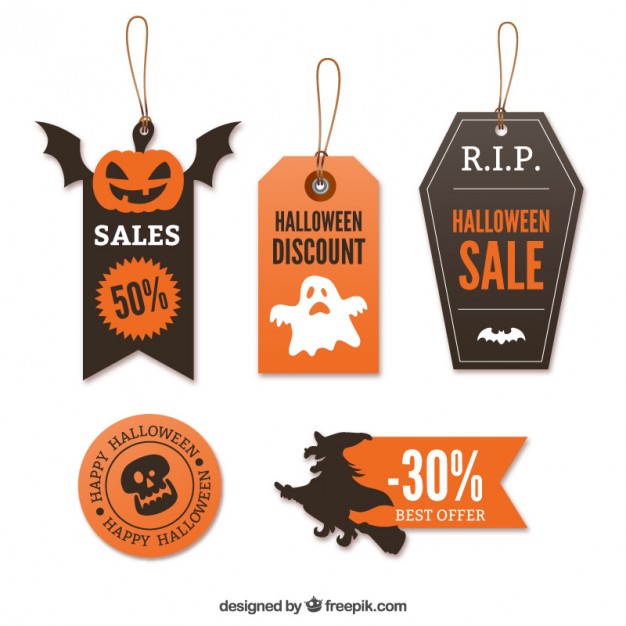 SALES
50%
HALLOWEEN
DISCOUNT
R.I.P.
HALLOWEEN
SALE
HAPPY HALLOWEEN
HAPPY HALLOWEEN
-30%
BEST OFFER
designed by freepik.com